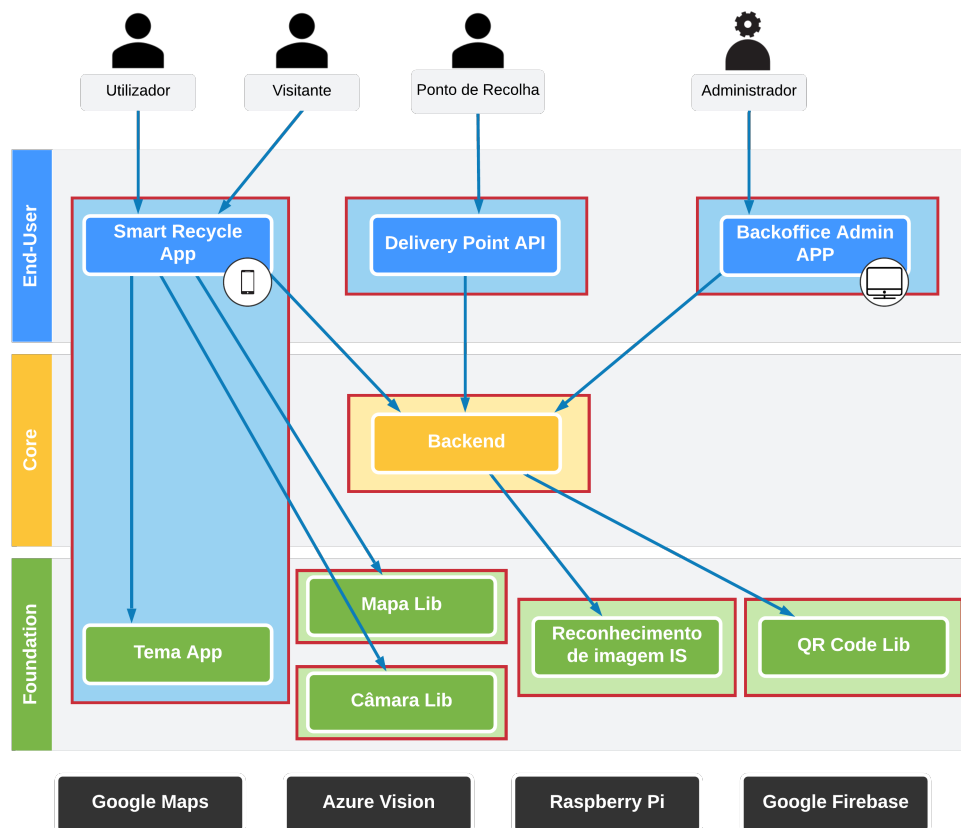 Utilizador
Visitante
Ponto de Recolha
Administrador
End-User
Smart Recycle
App
Delivery Point API
Backoffice Admin
APP
Core
Backend
Foundation
Mapa Lib
Reconhecimento
de imagem IS
QR Code Lib
Tema App
Câmara Lib
Google Maps
Azure Vision
Raspberry Pi
Google Firebase